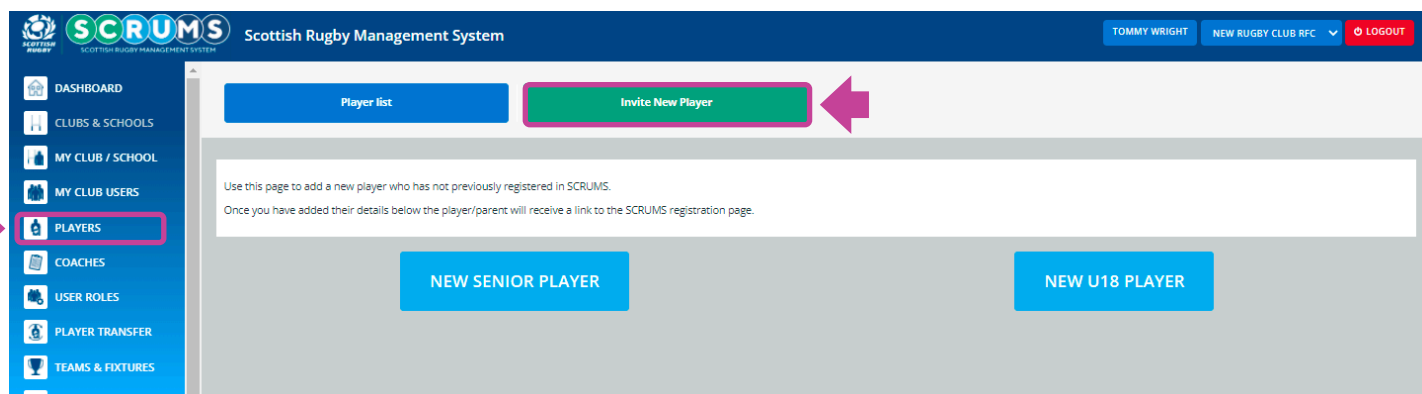 SCOTTISH
RUGBY
SCRUMS
SCOTTISH RUGBY MANAGEMENT SYSTEM
Scottish Rugby Management System
TOMMY WRIGHT
NEW RUGBY CLUB RFC
LOGOUT
DASHBOARD
CLUBS & SCHOOLS
MY CLUB / SCHOOL
MY CLUB USERS
PLAYERS
COACHES
USER ROLES
PLAYER TRANSFER
TEAMS & FIXTURES
Player list
Invite New Player
Use this page to add a new player who has not previously registered in SCRUMS.
Once you have added their details below the player/parent will receive a link to the SCRUMS registration page.
NEW SENIOR PLAYER
NEW U18 PLAYER